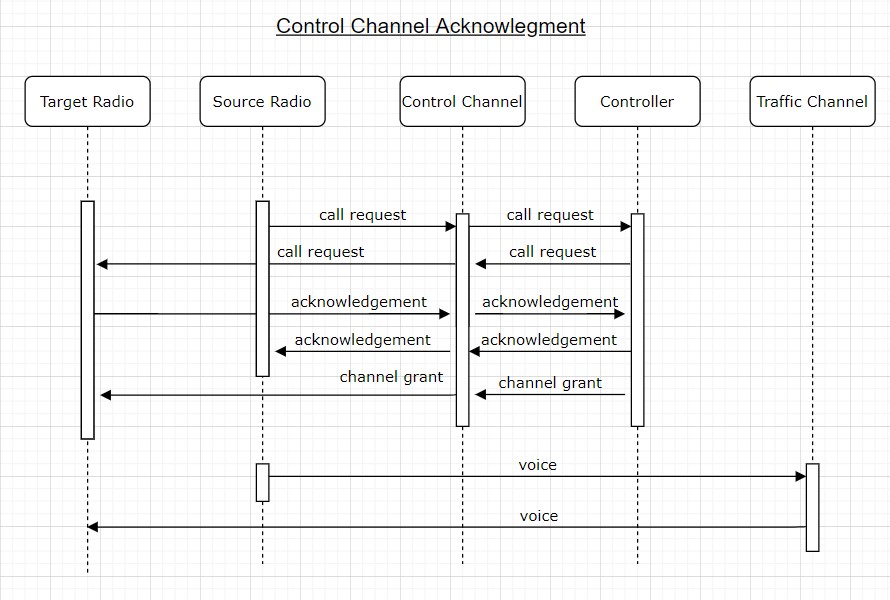 Control Channel Acknowlegment
Target Radio
Source Radio
Control Channel
Controller
Traffic Channel
call request
call request
call request
call request
acknowledgement
acknowledgement
acknowledgement
acknowledgement
channel grant
channel grant
voice
voice